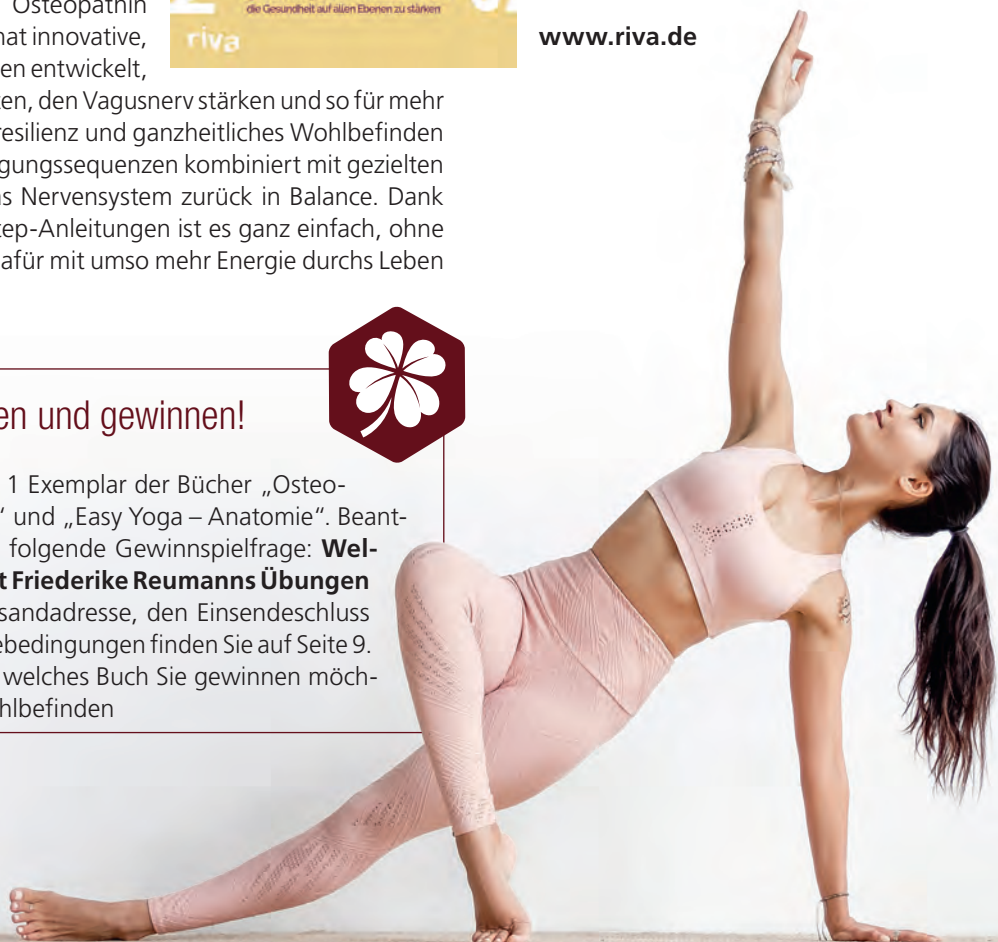 Osteopathin
hat innovative,
en entwickelt,
ten, den Vagusnerv stärken und so für mehr
resilienz und ganzheitliches Wohlbefinden
gungssequenzen kombiniert mit gezielten
as Nervensystem zurück in Balance. Dank
tep-Anleitungen ist es ganz einfach, ohne
afür mit umso mehr Energie durchs Leben
die Gesundheit auf allen Ebenen zu stärken
riva
www.riva.de
en und gewinnen!
1 Exemplar der Bücher „Osteo-
“ und „Easy Yoga – Anatomie“. Beant-
folgende Gewinnspielfrage: Wel-
t Friederike Reumanns Übungen
sandadresse, den Einsendeschluss
ebedingungen finden Sie auf Seite 9.
welches Buch Sie gewinnen möch-
hlbefinden